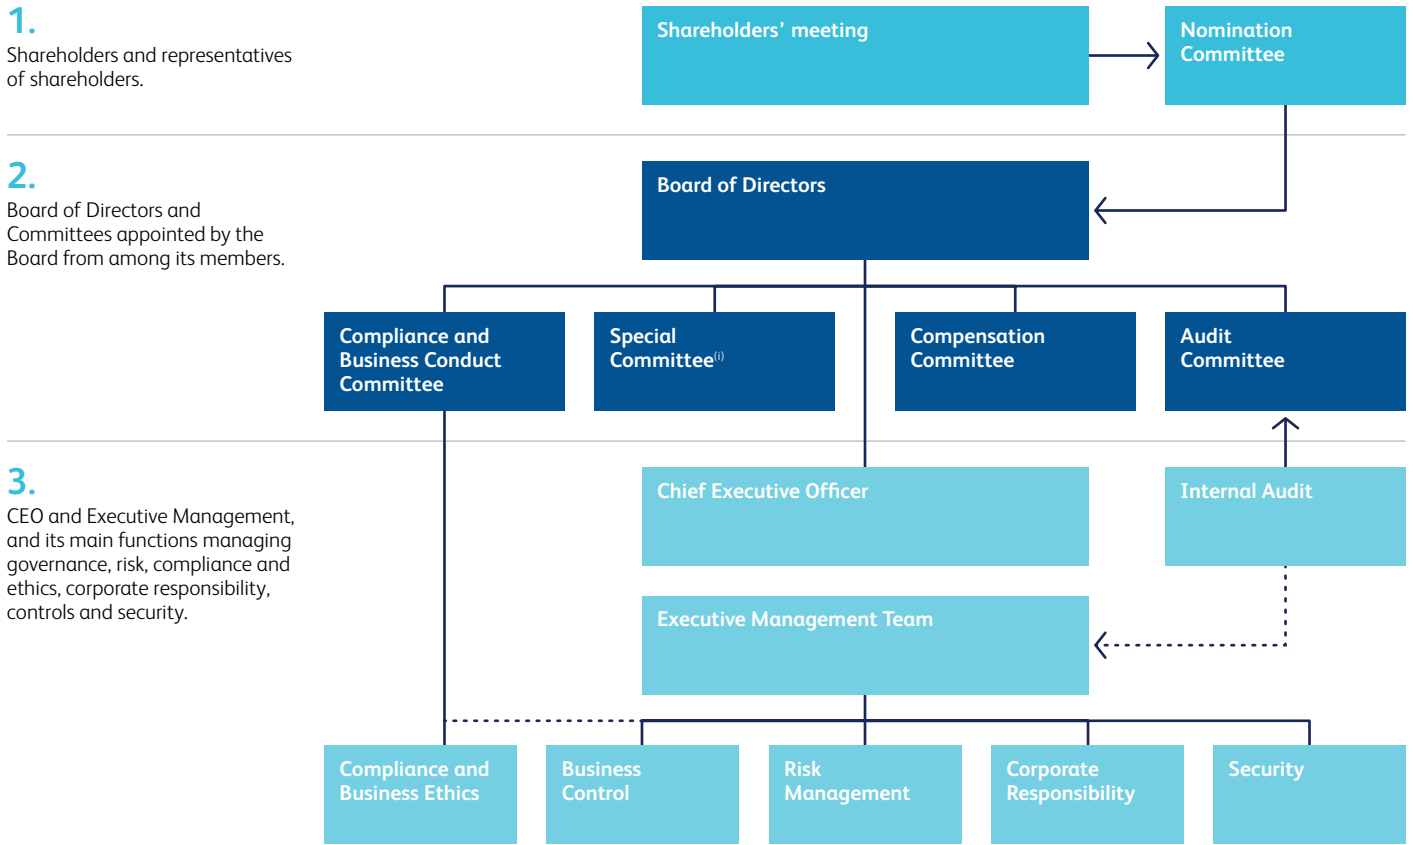 1.
Shareholders and representatives
of shareholders.
Shareholders’ meeting
Nomination
Committee
2.
Board of Directors and
Committees appointed by the
Board from among its members.
Board of Directors
Compliance and
Business Conduct
Committee
Special
Committee(i)
Compensation
Committee
Audit
Committee
3.
CEO and Executive Management,
and its main functions managing
governance, risk, compliance and
ethics, corporate responsibility,
controls and security.
Chief Executive Officer
Internal Audit
Executive Management Team
Compliance and
Business Ethics
Business
Control
Risk
Management
Corporate
Responsibility
Security